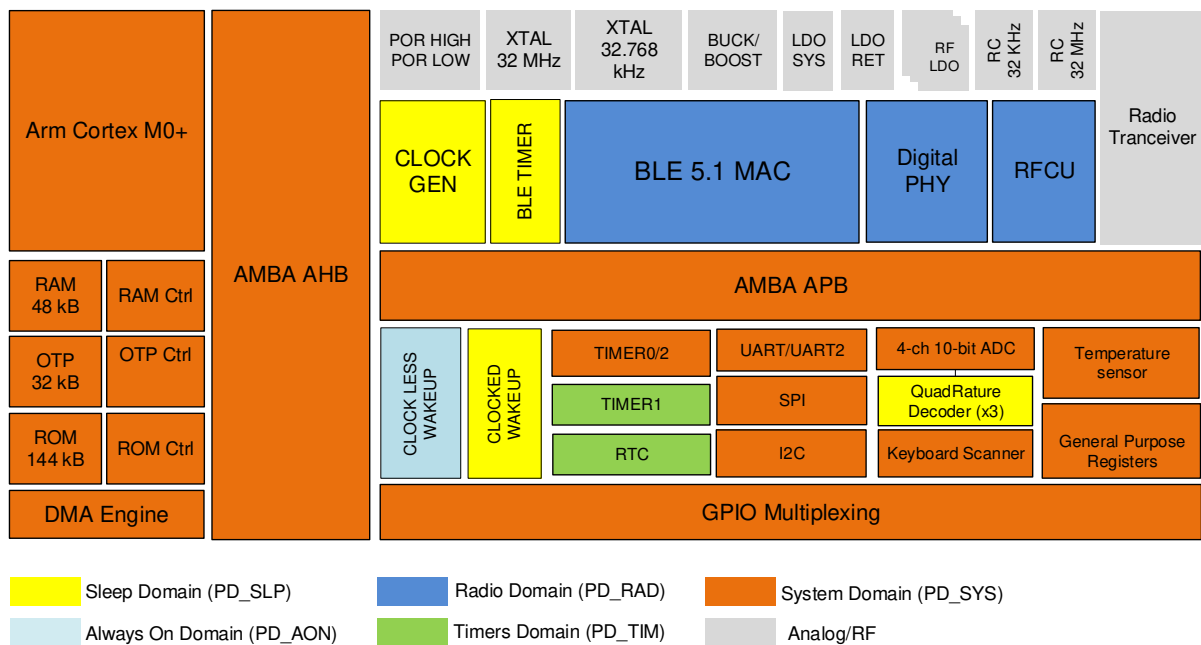 Arm Cortex M0+
RAM
48 kB
RAM Ctrl
OTP
32 kB
OTP Ctrl
ROM
144 kB
ROM Ctrl
DMA Engine
AMBA AHB
POR HIGH
POR LOW
XTAL
32 MHz
XTAL
32.768
kHz
BUCK/
BOOST
LDO
SYS
LDO
RET
RF
LDO
RC
32 KHz
RC
32 MHz
Radio
Tranceiver
CLOCK
GEN
BLE TIMER
BLE 5.1 MAC
Digital
PHY
RFCU
AMBA APB
CLOCK LESS
WAKEUP
CLOCKED
WAKEUP
TIMER0/2
TIMER1
RTC
UART/UART2
SPI
I2C
4-ch 10-bit ADC
QuadRature
Decoder (x3)
Keyboard Scanner
Temperature
sensor
General Purpose
Registers
GPIO Multiplexing
Sleep Domain (PD_SLP)
Radio Domain (PD_RAD)
System Domain (PD_SYS)
Always On Domain (PD_AON)
Timers Domain (PD_TIM)
Analog/RF